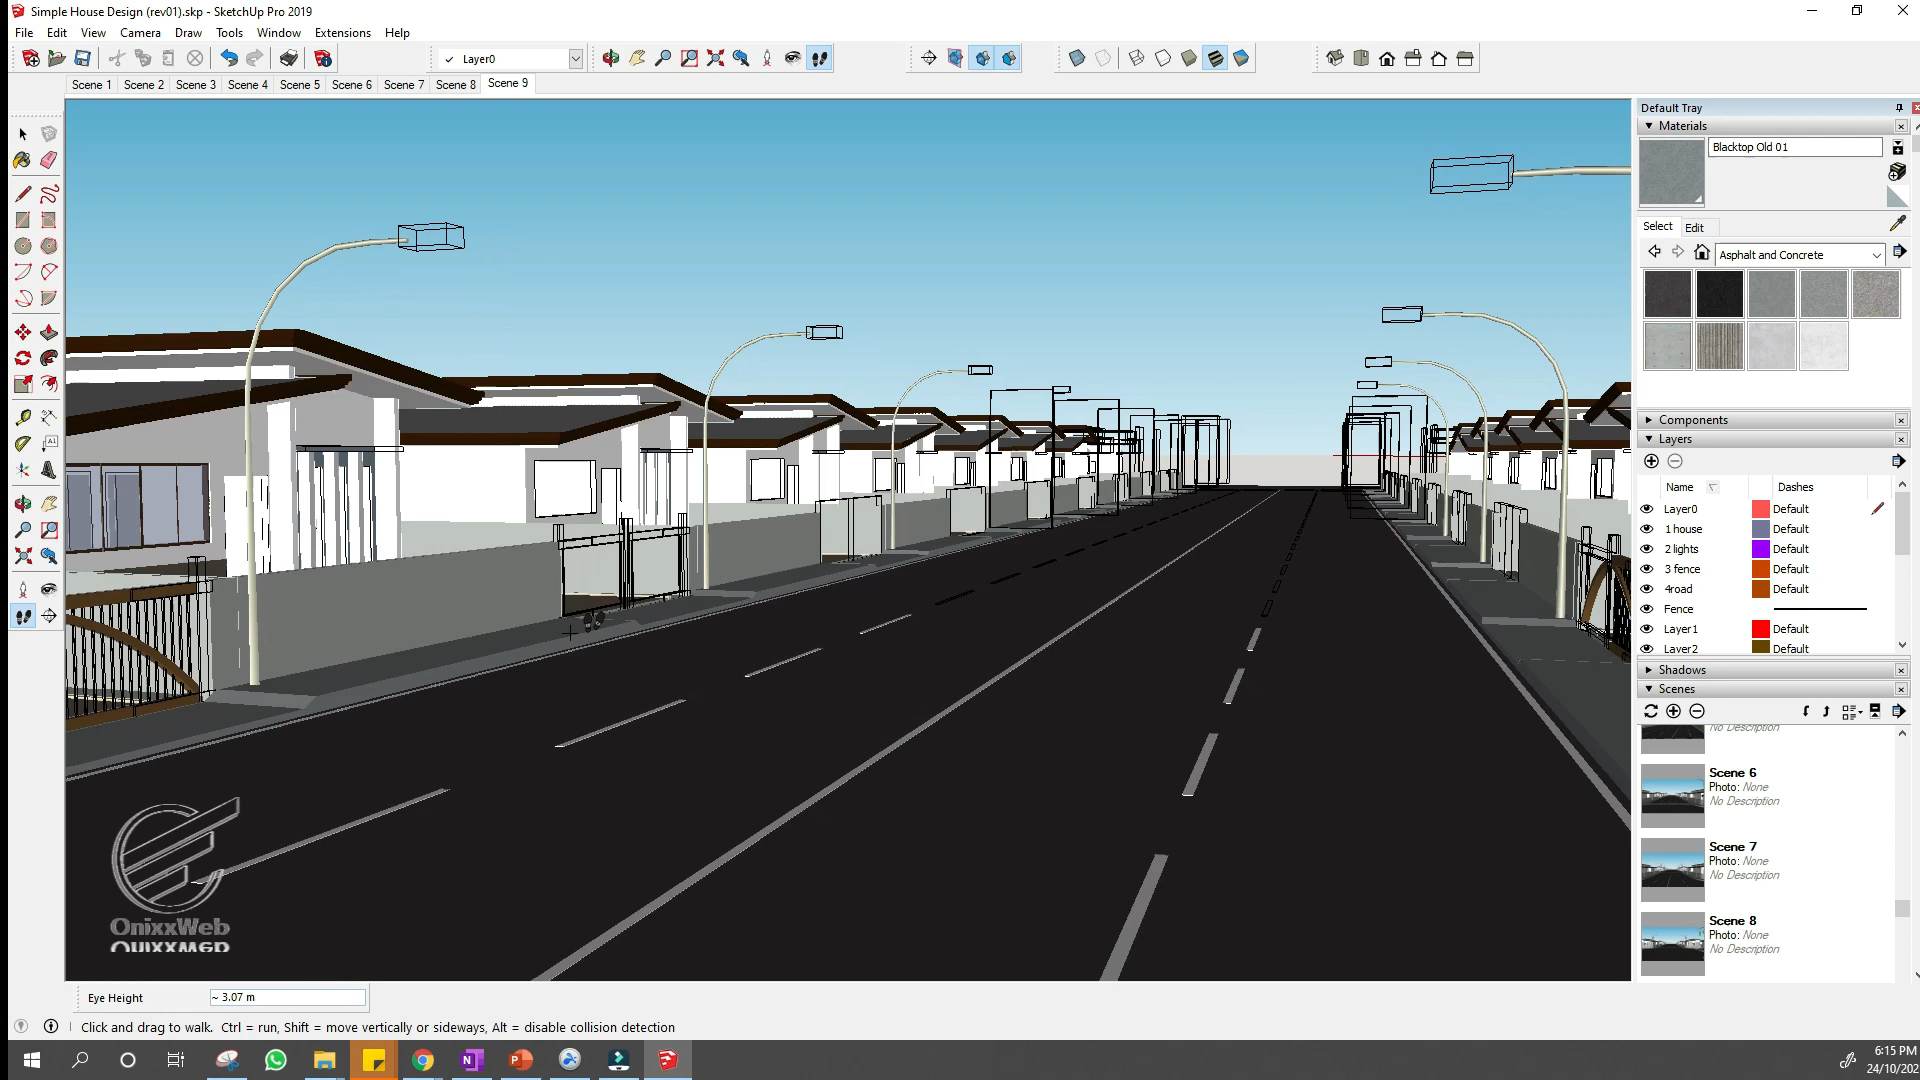 Simple House Design (rev01).skp - SketchUp Pro 2019
File Edit View Camera Draw Tools Window Extensions Help
✓ Layer0
Scene 1 Scene 2 Scene 3 Scene 4 Scene 5 Scene 6 Scene 7 Scene 8 Scene 9
Default Tray
Materials
Blacktop Old 01
Select Edit
Asphalt and Concrete
Components
Layers
Name Dashes
Layer0 Default
1 house Default
2 lights Default
3 fence Default
4road Default
Fence
Layer1 Default
Layer2 Default
Shadows
Scenes
No Description
Scene 6
Photo: None
No Description
Scene 7
Photo: None
No Description
Scene 8
Photo: None
No Description
OnixxWeb
Eye Height ~ 3.07 m
Click and drag to walk. Ctrl = run, Shift = move vertically or sideways, Alt = disable collision detection
6:15 PM
24/10/202